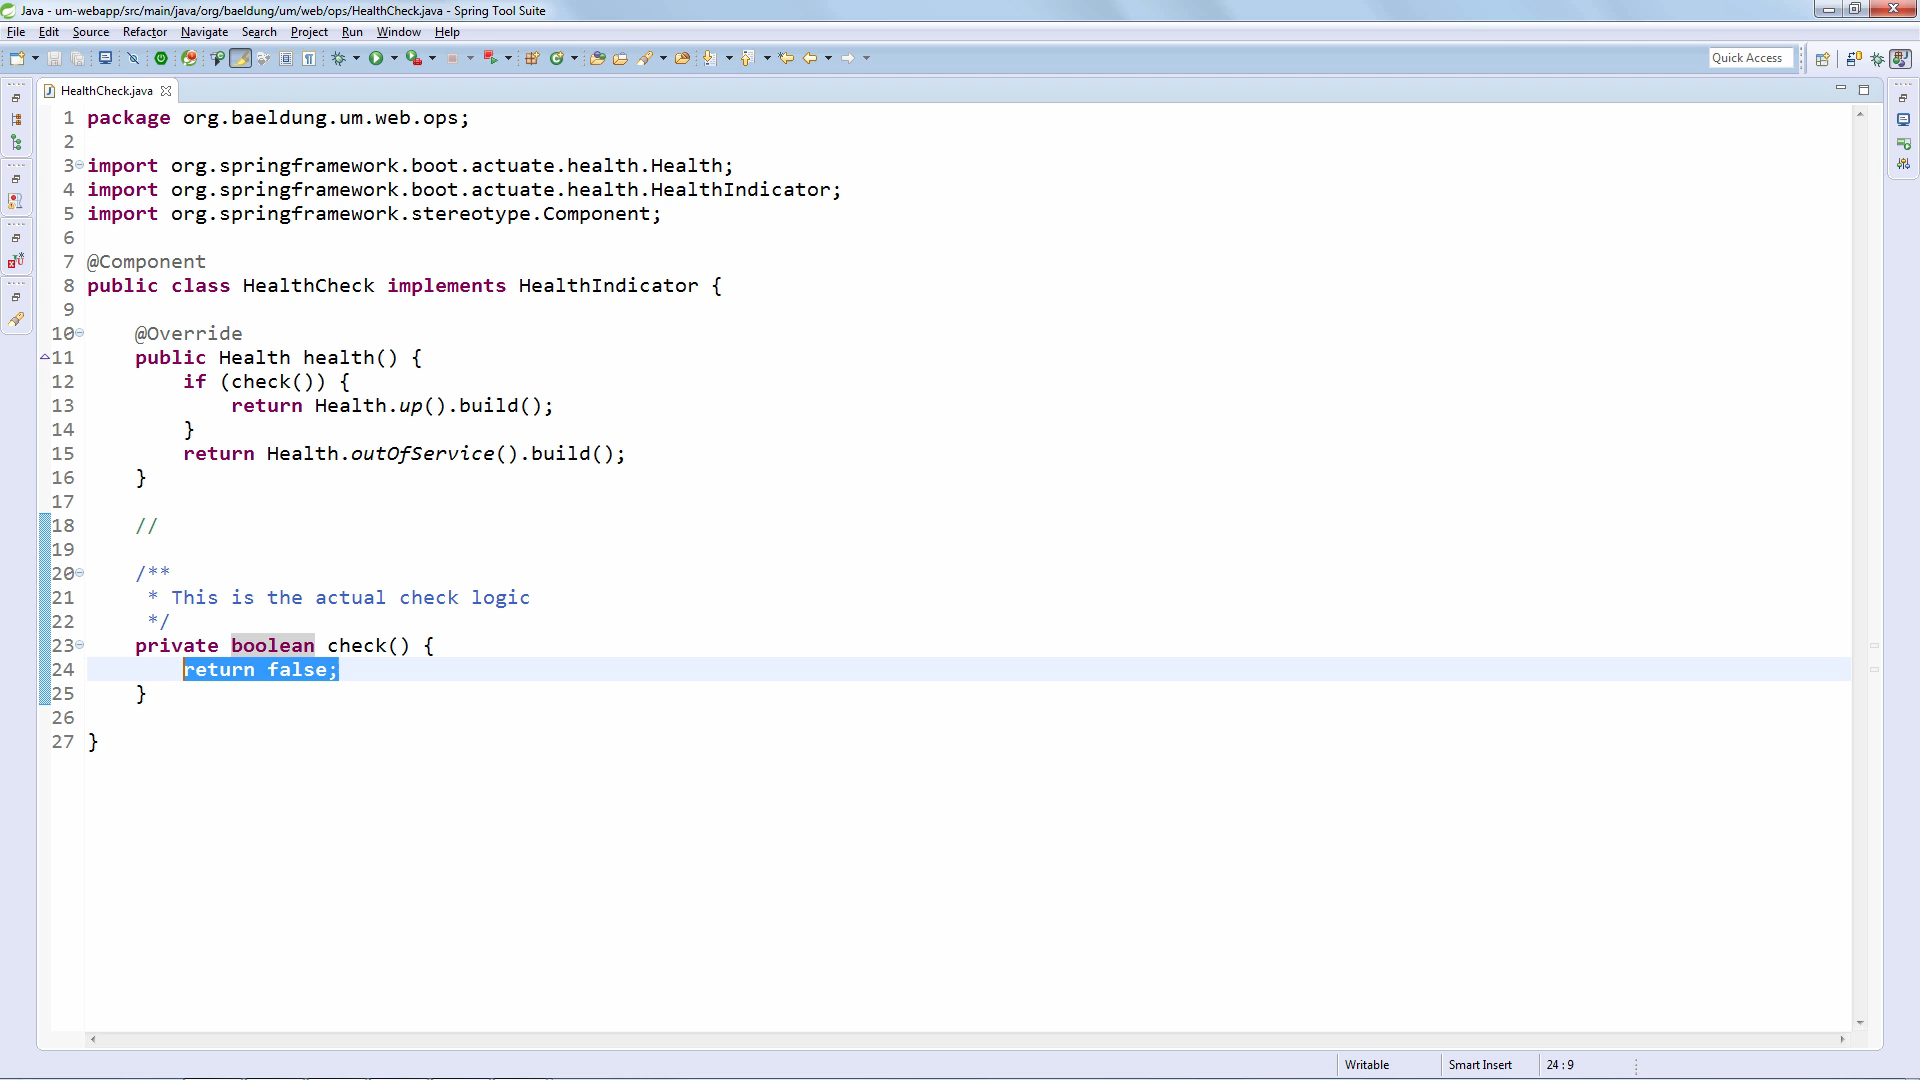 Java - um-webapp/src/main/java/org/baeldung/um/web/ops/HealthCheck.java - Spring Tool Suite
File Edit Source Refactor Navigate Search Project Run Window Help
Quick Access
HealthCheck.java
1 package org.baeldung.um.web.ops;
2
3 import org.springframework.boot.actuate.health.Health;
4 import org.springframework.boot.actuate.health.HealthIndicator;
5 import org.springframework.stereotype.Component;
6
7 @Component
8 public class HealthCheck implements HealthIndicator {
9
10 @Override
11 public Health health() {
12 if (check()) {
13 return Health.up().build();
14 }
15 return Health.outOfService().build();
16 }
17
18 //
19
20 /**
21 * This is the actual check logic
22 */
23 private boolean check() {
24 return false;
25 }
26
27 }
Writable Smart Insert 24 : 9